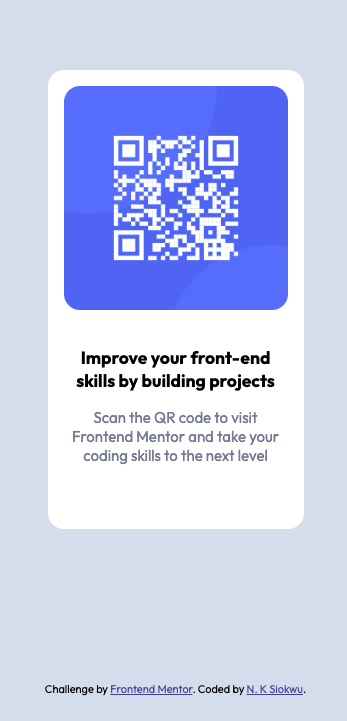 Improve your front-end
skills by building projects
Scan the QR code to visit
Frontend Mentor and take your
coding skills to the next level
Challenge by Frontend Mentor. Coded by N. K Siokwu.